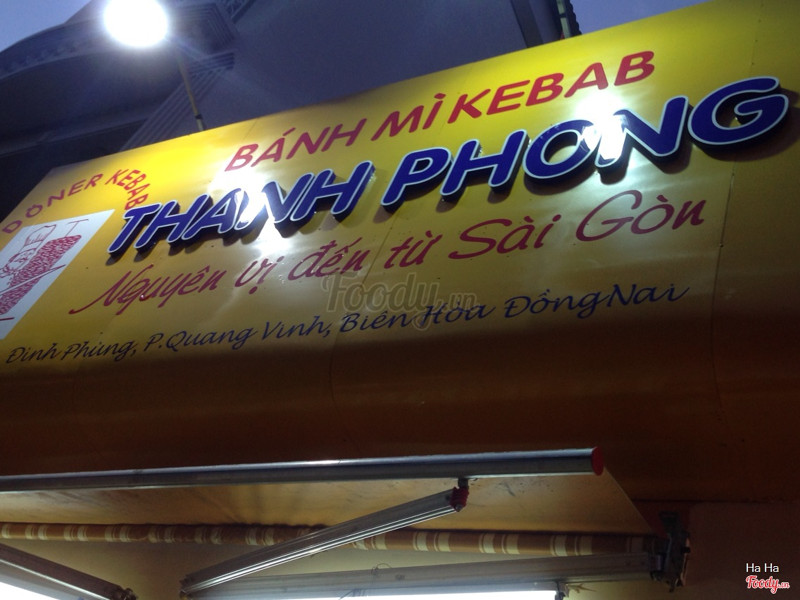 DONER KEBAB
BÁNH MÌ KEBAB
THANH PHONG
Nguyên vị đến từ Sài Gòn
Đình Phùng, P.Quang Vinh, Biên Hòa Đồng Nai
Foody.vn
Ha Ha
Foody.vn